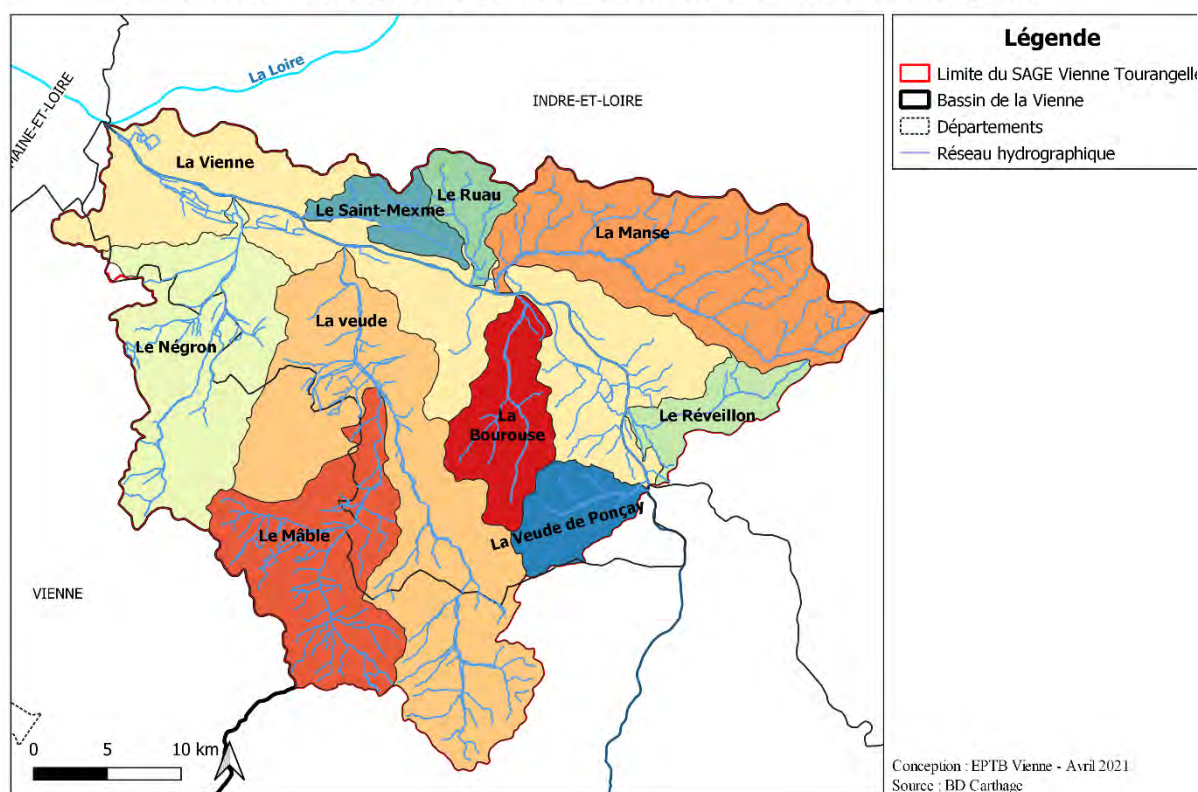 La Loire
MAINE-ET-LOIRE
INDRE-ET-LOIRE
La Vienne
Le Ruau
Le Saint-Mexme
La Manse
La veude
Le Négron
Le Réveillon
La
Bourouse
La Veude de Ponçay
Le Mâble
VIENNE
0 5 10 km
Légende
Limite du SAGE Vienne Tourangelle
Bassin de la Vienne
Départements
Réseau hydrographique
Conception : EPTB Vienne - Avril 2021
Source : BD Carthage